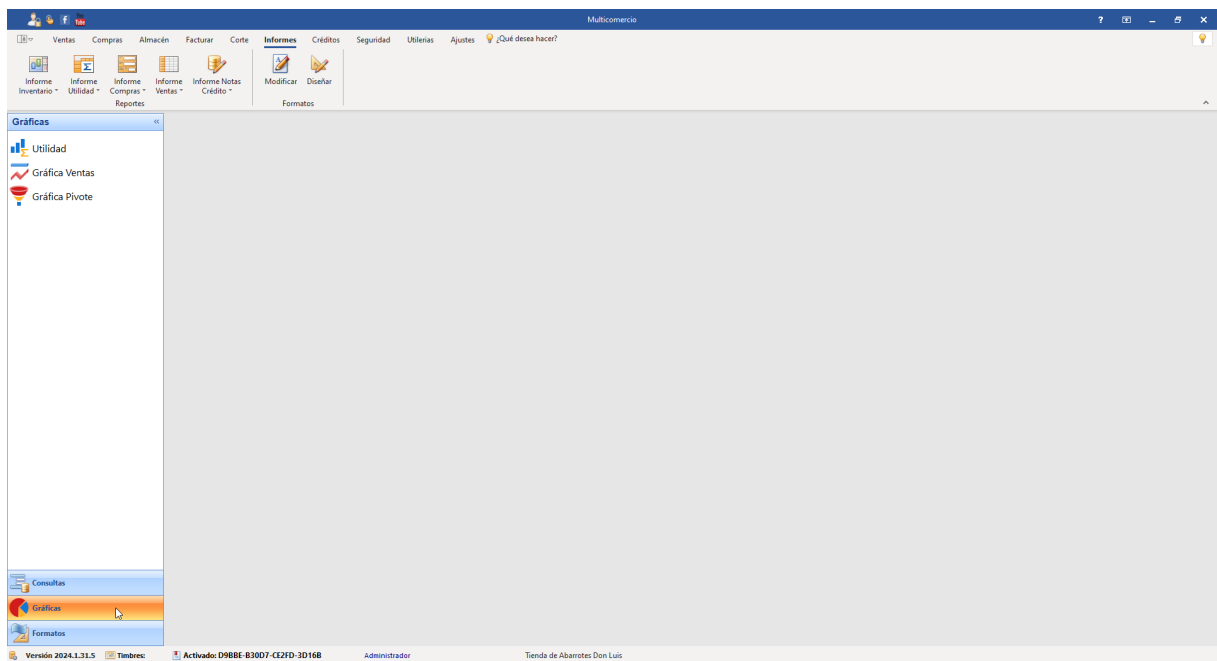 Multicomercio
Ventas Compras Almacén Facturar Corte Informes Créditos Seguridad Utilerias Ajustes ¿Qué desea hacer?
Informe Inventario Informe Utilidad Informe Compras Informe Ventas Informe Notas Crédito Modificar Diseñar
Reportes Formatos
Gráficas «
Utilidad
Gráfica Ventas
Gráfica Pivote
Consultas
Gráficas
Formatos
Versión 2024.1.31.5 Timbres: Activado: D9BBE-B30D7-CE2FD-3D16B Administrador Tienda de Abarrotes Don Luis